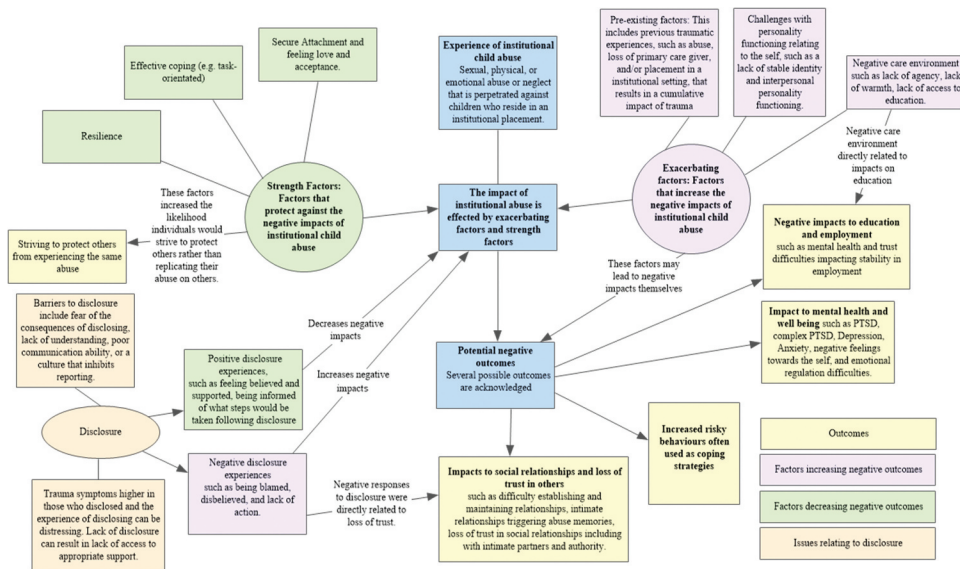 Secure Attachment and
feeling love and
acceptance.
Effective coping (e.g. task-
orientated)
Resilience
Experience of institutional
child abuse
Sexual, physical, or
emotional abuse or neglect
that is perpetrated against
children who reside in an
institutional placement.
Pre-existing factors: This
includes previous traumatic
experiences, such as abuse,
loss of primary care giver,
and/or placement in a
institutional setting, that
results in a cumulative
impact of trauma
Challenges with
personality
functioning relating to
the self, such as a
lack of stable identity
and interpersonal
personality
functioning.
Negative care environment
such as lack of agency, lack
of warmth, lack of access to
education.
Negative care
environment
directly related to
impacts on
education
Strength Factors:
Factors that
protect against the
negative impacts of
institutional child
abuse
The impact of
institutional abuse is
effected by exacerbating
factors and strength
factors
Exacerbating
factors: Factors
that increase the
negative impacts of
institutional child
abuse
These factors
increased the
likelihood
individuals would
strive to protect
others rather than
replicating their
abuse on others.
Striving to protect others
from experiencing the same
abuse
Negative impacts to education
and employment
such as mental health and trust
difficulties impacting stability in
employment
These factors may
lead to negative
impacts themselves
Barriers to disclosure
include fear of the
consequences of disclosing,
lack of understanding, poor
communication ability, or a
culture that inhibits
reporting.
Decreases negative
impacts
Increases negative
impacts
Positive disclosure
experiences,
such as feeling believed and
supported, being informed
of what steps would be
taken following disclosure
Potential negative
outcomes
Several possible outcomes
are acknowledged
Impact to mental health and
well being such as PTSD,
complex PTSD, Depression,
Anxiety, negative feelings
towards the self, and emotional
regulation difficulties.
Disclosure
Increased risky
behaviours often
used as coping
strategies
Negative disclosure
experiences
such as being blamed,
disbelieved, and lack of
action.
Negative responses
to disclosure were
directly related to
loss of trust.
Impacts to social relationships and loss of
trust in others
such as difficulty establishing and
maintaining relationships, intimate
relationships triggering abuse memories,
loss of trust in social relationships including
with intimate partners and authority.
Trauma symptoms higher in
those who disclosed and the
experience of disclosing can be
distressing. Lack of disclosure
can result in lack of access to
appropriate support.
Outcomes
Factors increasing negative outcomes
Factors decreasing negative outcomes
Issues relating to disclosure